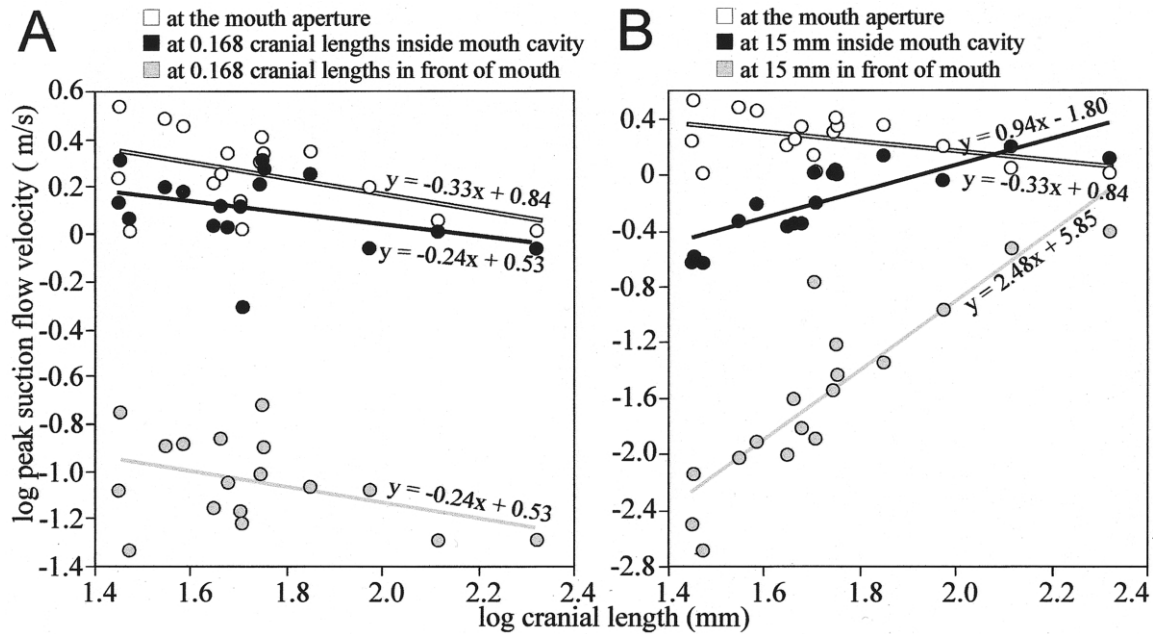 A
at the mouth aperture
at 0.168 cranial lengths inside mouth cavity
at 0.168 cranial lengths in front of mouth
B
at the mouth aperture
at 15 mm inside mouth cavity
at 15 mm in front of mouth
log peak suction flow velocity ( m/s)
0.6
0.4
0.2
0
-0.2
-0.4
-0.6
-0.8
-1.0
-1.2
-1.4
y = -0.33x + 0.84
y = -0.24x + 0.53
y = -0.24x + 0.53
1.4
1.6
1.8
2.0
2.2
2.4
0.4
0
-0.4
-0.8
-1.2
-1.6
-2.0
-2.4
-2.8
y = 0.94x - 1.80
y = -0.33x + 0.84
y = 2.48x + 5.85
1.4
1.6
1.8
2.0
2.2
2.4
log cranial length (mm)